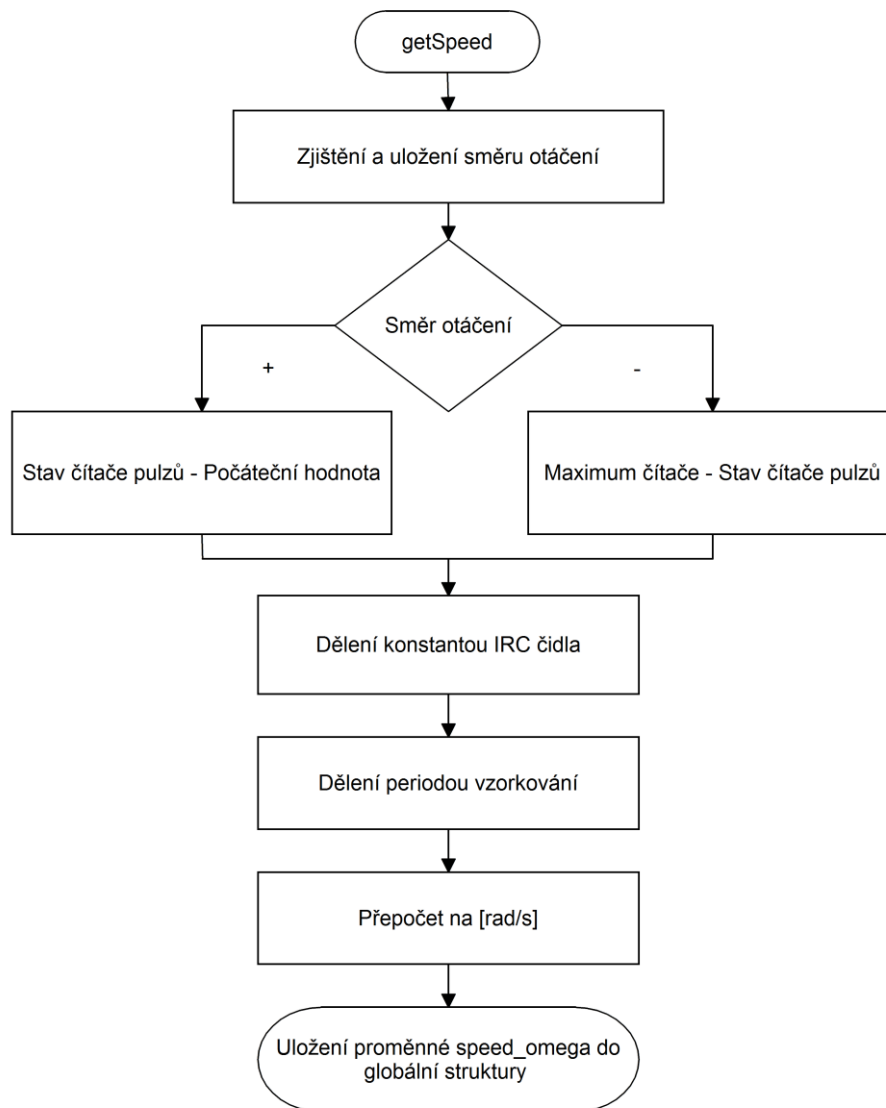 getSpeed
Zjištění a uložení směru otáčení
Směr otáčení
+
-
Stav čítače pulzů - Počáteční hodnota
Maximum čítače - Stav čítače pulzů
Dělení konstantou IRC čidla
Dělení periodou vzorkování
Přepočet na [rad/s]
Uložení proměnné speed_omega do
globální struktury